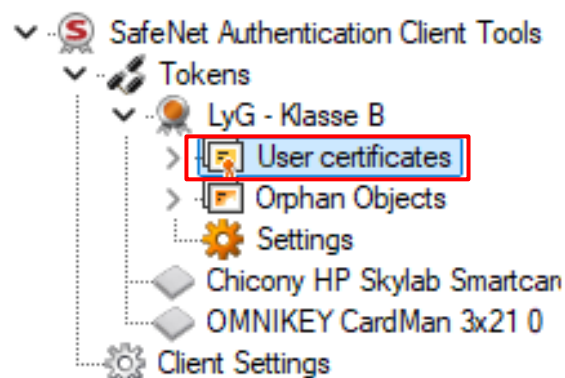 SafeNet Authentication Client Tools
Tokens
LyG - Klasse B
User certificates
Orphan Objects
Settings
Chicony HP Skylab Smartcar
OMNIKEY CardMan 3x21 0
Client Settings